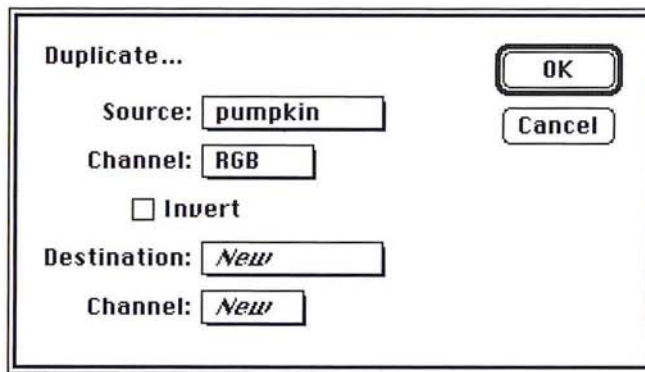 Duplicate...
OK
Source: pumpkin
Cancel
Channel: RGB
Invert
Destination: New
Channel: New